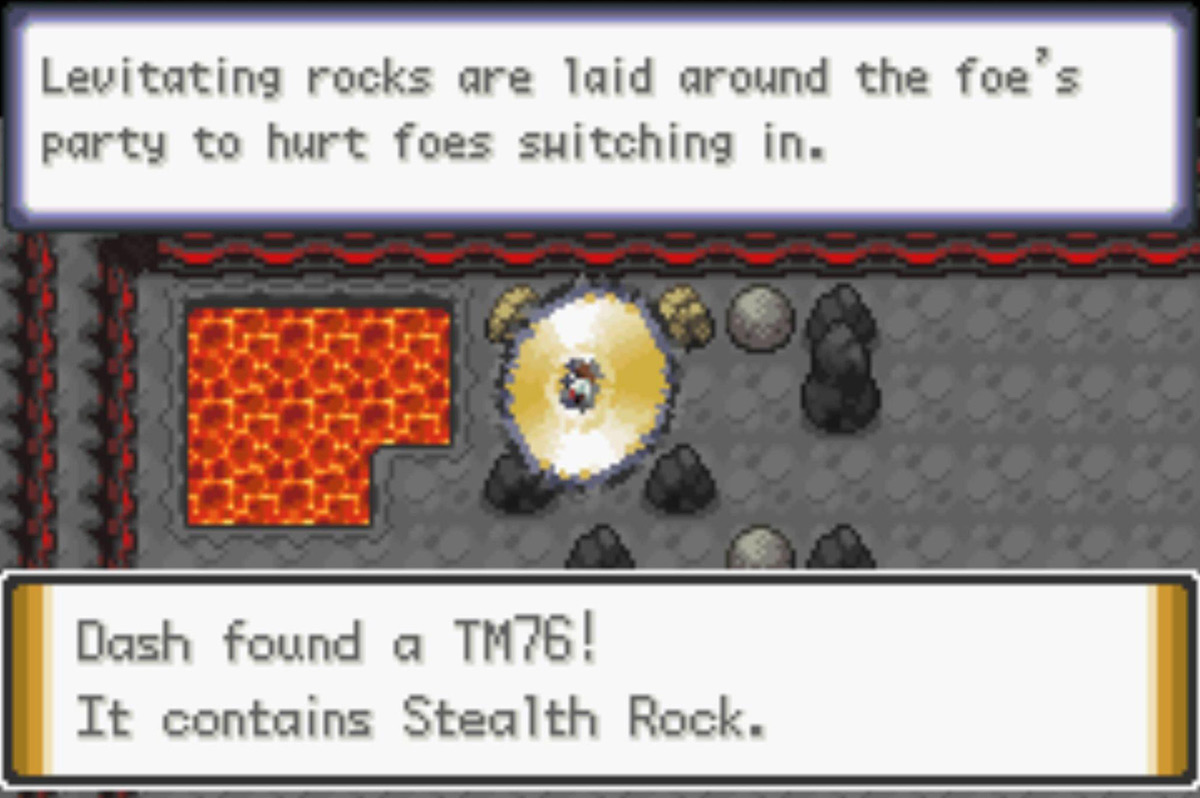 Levitating rocks are laid around the foe's
party to hurt foes switching in.
Dash found a TM76!
It contains Stealth Rock.